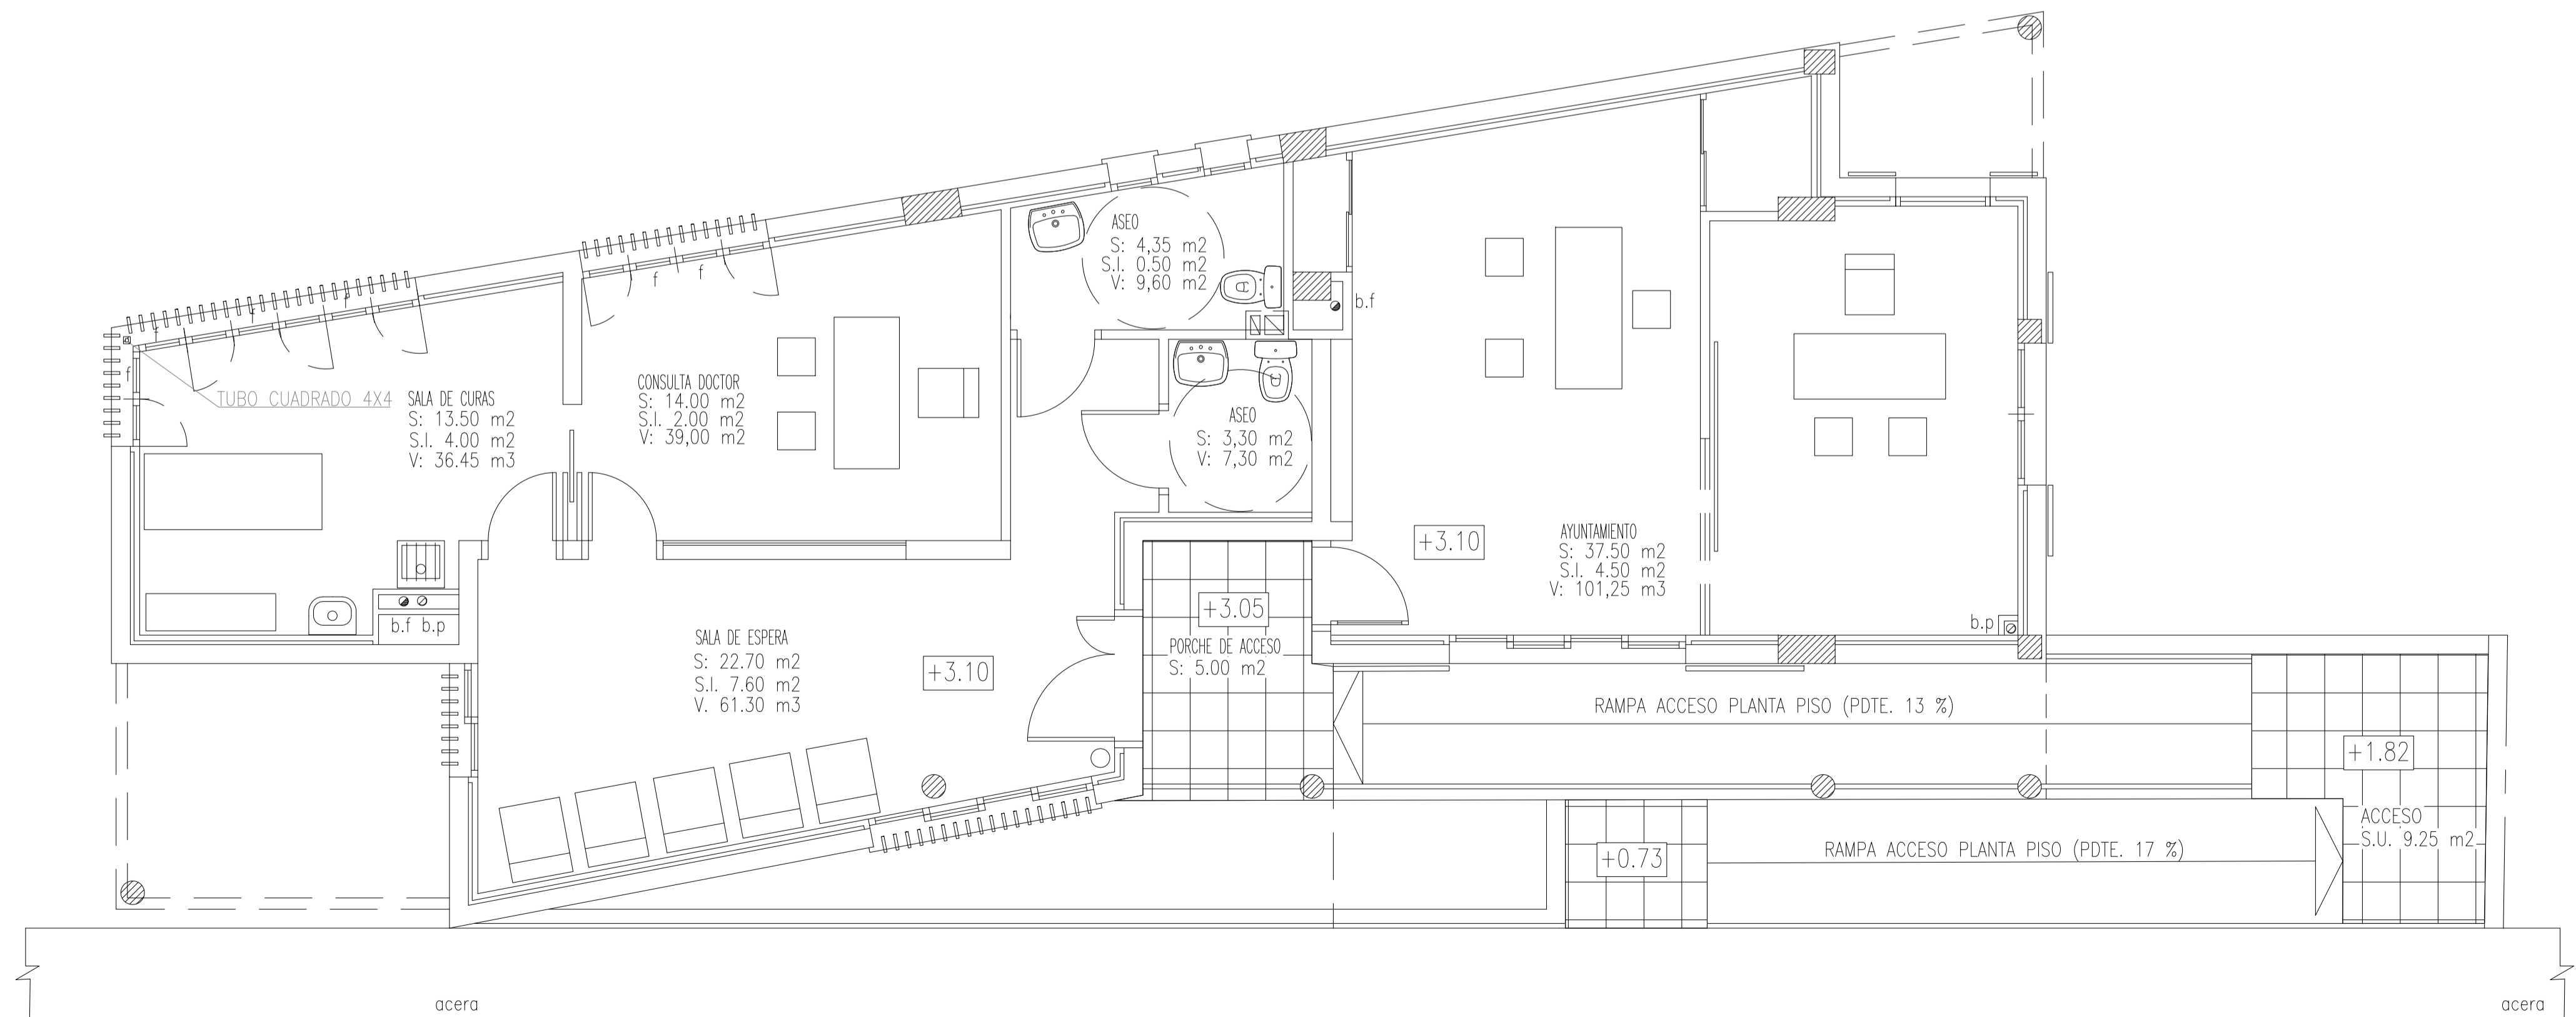 ASEO
S: 4,35 m2
S.I. 0.50 m2
V: 9,60 m2
f
f
f
f
f
f
b.f
TUBO CUADRADO 4X4
SALA DE CURAS
S: 13.50 m2
S.I. 4.00 m2
V: 36.45 m3
CONSULTA DOCTOR
S: 14.00 m2
S.I. 2.00 m2
V: 39,00 m2
ASEO
S: 3,30 m2
V: 7,30 m2
+3.10
AYUNTAMIENTO
S: 37.50 m2
S.I. 4.50 m2
V: 101,25 m3
b.f b.p
b.p
SALA DE ESPERA
S: 22.70 m2
S.I. 7.60 m2
V. 61.30 m3
+3.10
+3.05
PORCHE DE ACCESO
S: 5.00 m2
RAMPA ACCESO PLANTA PISO (PDTE. 13 %)
+1.82
ACCESO
S.U. 9.25 m2
+0.73
RAMPA ACCESO PLANTA PISO (PDTE. 17 %)
acera
acera